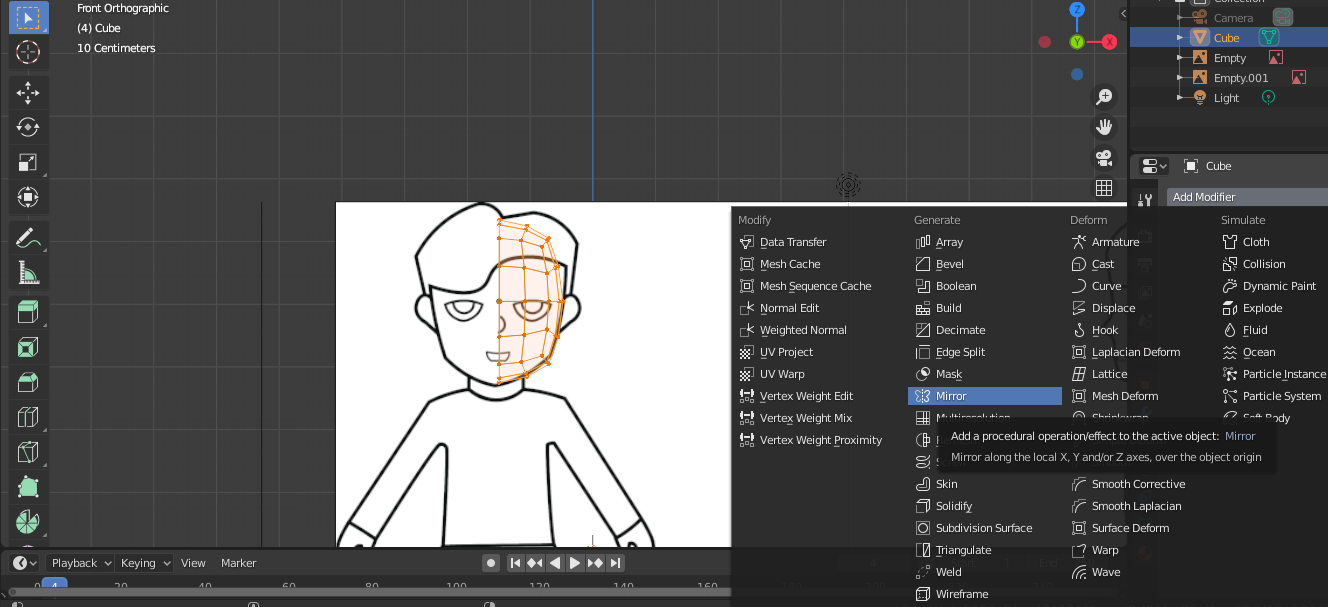 Front Orthographic
(4) Cube
10 Centimeters
Z
Y
X
Camera
Cube
Empty
Empty.001
Light
Cube
Add Modifier
Modify
Data Transfer
Mesh Cache
Mesh Sequence Cache
Normal Edit
Weighted Normal
UV Project
UV Warp
Vertex Weight Edit
Vertex Weight Mix
Vertex Weight Proximity
Generate
Array
Bevel
Boolean
Build
Decimate
Edge Split
Mask
Mirror
Multiresolution
Skin
Solidify
Subdivision Surface
Triangulate
Weld
Wireframe
Deform
Armature
Cast
Curve
Displace
Hook
Laplacian Deform
Lattice
Mesh Deform
Shrinkwrap
Smooth Corrective
Smooth Laplacian
Surface Deform
Warp
Wave
Simulate
Cloth
Collision
Dynamic Paint
Explode
Fluid
Ocean
Particle Instance
Particle System
Soft Body
Add a procedural operation/effect to the active object: Mirror
Mirror along the local X, Y and/or Z axes, over the object origin
Playback Keying View Marker
0 4 20 40 60 80 100 120 140 160